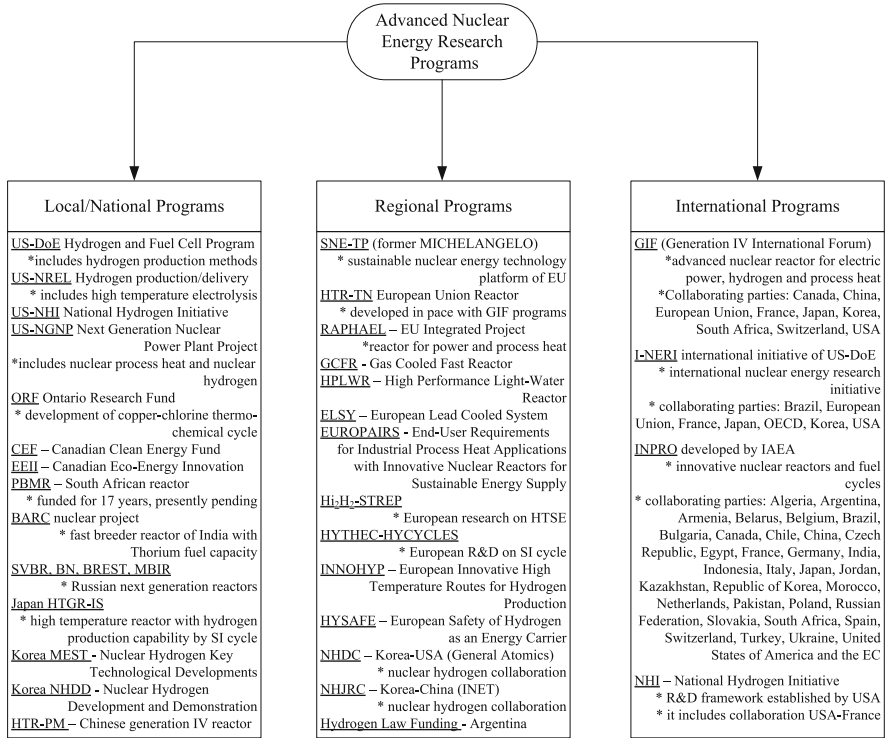 Advanced Nuclear
Energy Research
Programs
Local/National Programs
US-DoE Hydrogen and Fuel Cell Program
*includes hydrogen production methods
US-NREL Hydrogen production/delivery
* includes high temperature electrolysis
US-NHI National Hydrogen Initiative
US-NGNP Next Generation Nuclear
Power Plant Project
*includes nuclear process heat and nuclear
hydrogen
ORF Ontario Research Fund
* development of copper-chlorine thermo-
chemical cycle
CEF – Canadian Clean Energy Fund
EEII – Canadian Eco-Energy Innovation
PBMR – South African reactor
* funded for 17 years, presently pending
BARC nuclear project
* fast breeder reactor of India with
Thorium fuel capacity
SVBR, BN, BREST, MBIR
* Russian next generation reactors
Japan HTGR-IS
* high temperature reactor with hydrogen
production capability by SI cycle
Korea MEST - Nuclear Hydrogen Key
Technological Developments
Korea NHDD - Nuclear Hydrogen
Development and Demonstration
HTR-PM – Chinese generation IV reactor
Regional Programs
SNE-TP (former MICHELANGELO)
* sustainable nuclear energy technology
platform of EU
HTR-TN European Union Reactor
* developed in pace with GIF programs
RAPHAEL – EU Integrated Project
*reactor for power and process heat
GCFR - Gas Cooled Fast Reactor
HPLWR – High Performance Light-Water
Reactor
ELSY – European Lead Cooled System
EUROPAIRS - End-User Requirements
for Industrial Process Heat Applications
with Innovative Nuclear Reactors for
Sustainable Energy Supply
Hi₂H₂-STREP
* European research on HTSE
HYTHEC-HYCYCLES
* European R&D on SI cycle
INNOHYP – European Innovative High
Temperature Routes for Hydrogen
Production
HYSAFE – European Safety of Hydrogen
as an Energy Carrier
NHDC – Korea-USA (General Atomics)
* nuclear hydrogen collaboration
NHJRC – Korea-China (INET)
* nuclear hydrogen collaboration
Hydrogen Law Funding - Argentina
International Programs
GIF (Generation IV International Forum)
*advanced nuclear reactor for electric
power, hydrogen and process heat
*Collaborating parties: Canada, China,
European Union, France, Japan, Korea,
South Africa, Switzerland, USA
I-NERI international initiative of US-DoE
* international nuclear energy research
initiative
* collaborating parties: Brazil, European
Union, France, Japan, OECD, Korea, USA
INPRO developed by IAEA
* innovative nuclear reactors and fuel
cycles
* collaborating parties: Algeria, Argentina,
Armenia, Belarus, Belgium, Brazil,
Bulgaria, Canada, Chile, China, Czech
Republic, Egypt, France, Germany, India,
Indonesia, Italy, Japan, Jordan,
Kazakhstan, Republic of Korea, Morocco,
Netherlands, Pakistan, Poland, Russian
Federation, Slovakia, South Africa, Spain,
Switzerland, Turkey, Ukraine, United
States of America and the EC
NHI – National Hydrogen Initiative
* R&D framework established by USA
* it includes collaboration USA-France